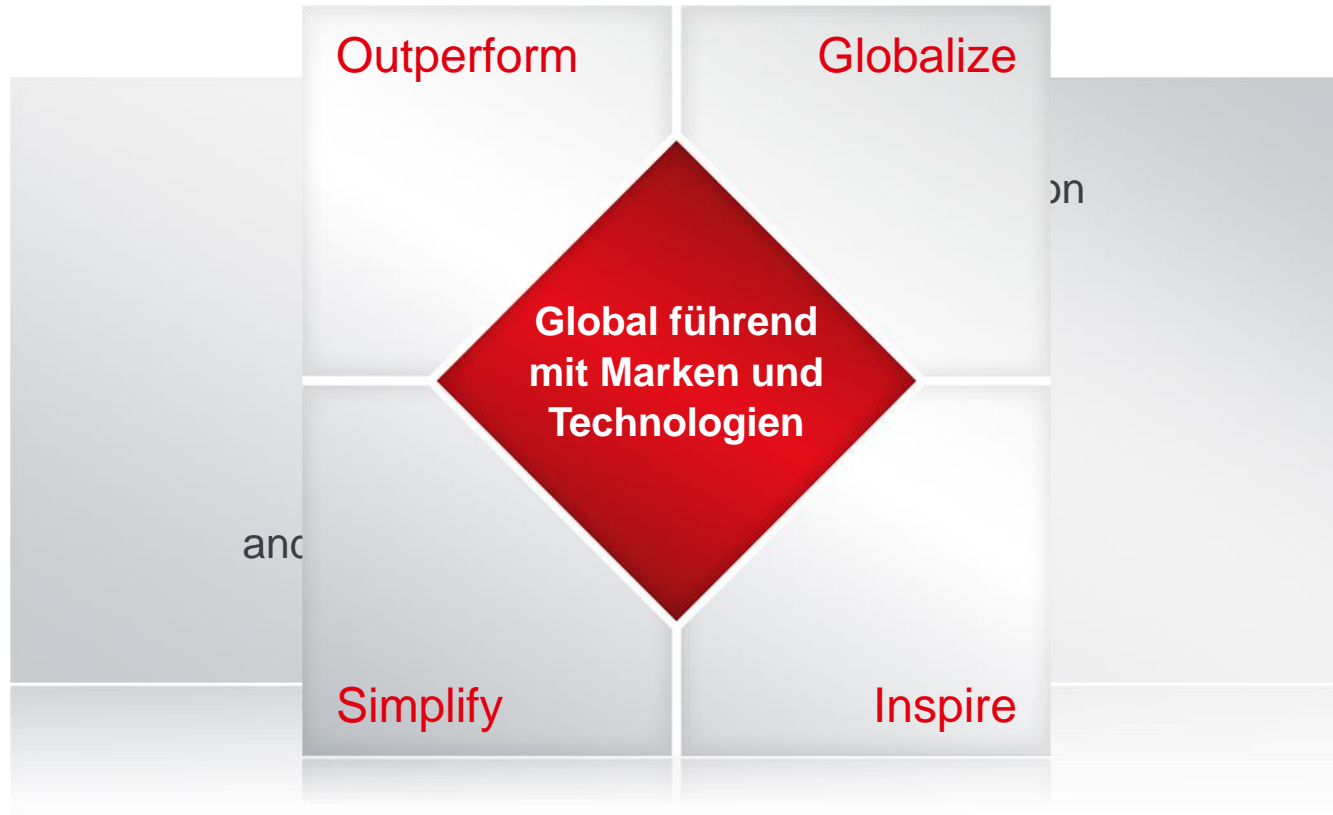 Outperform
Globalize
Global führend
mit Marken und
Technologien
Simplify
Inspire